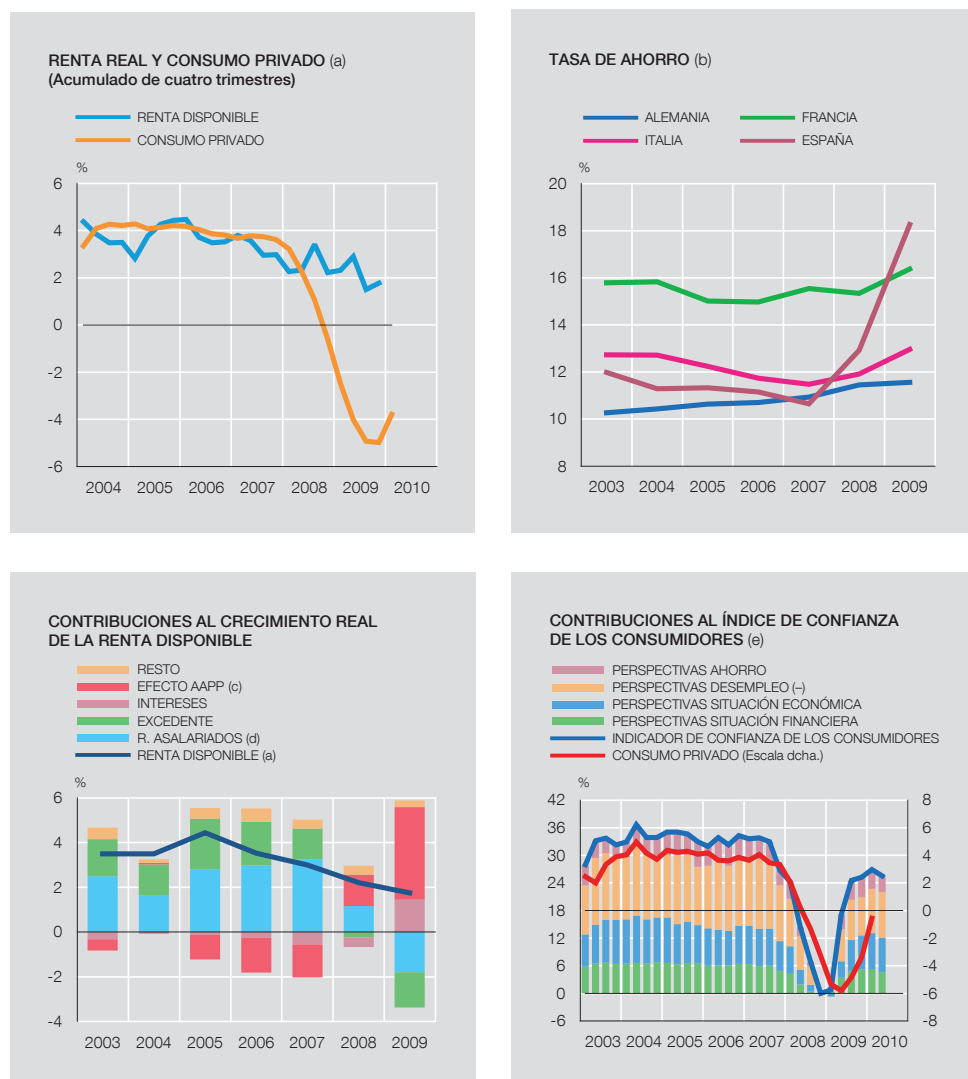 RENTA REAL Y CONSUMO PRIVADO (a)
(Acumulado de cuatro trimestres)
RENTA DISPONIBLE
CONSUMO PRIVADO
%
6
4
2
0
-2
-4
-6
2004 2005 2006 2007 2008 2009 2010
TASA DE AHORRO (b)
ALEMANIA FRANCIA
ITALIA ESPAÑA
%
20
18
16
14
12
10
8
2003 2004 2005 2006 2007 2008 2009
CONTRIBUCIONES AL CRECIMIENTO REAL
DE LA RENTA DISPONIBLE
RESTO
EFECTO AAPP (c)
INTERESES
EXCEDENTE
R. ASALARIADOS (d)
RENTA DISPONIBLE (a)
%
6
4
2
0
-2
-4
2003 2004 2005 2006 2007 2008 2009
CONTRIBUCIONES AL ÍNDICE DE CONFIANZA
DE LOS CONSUMIDORES (e)
PERSPECTIVAS AHORRO
PERSPECTIVAS DESEMPLEO (–)
PERSPECTIVAS SITUACIÓN ECONÓMICA
PERSPECTIVAS SITUACIÓN FINANCIERA
INDICADOR DE CONFIANZA DE LOS CONSUMIDORES
CONSUMO PRIVADO (Escala dcha.)
%
42 8
36 6
30 4
24 2
18 0
12 -2
6 -4
0 -6
-6 -8
2003 2004 2005 2006 2007 2008 2009 2010